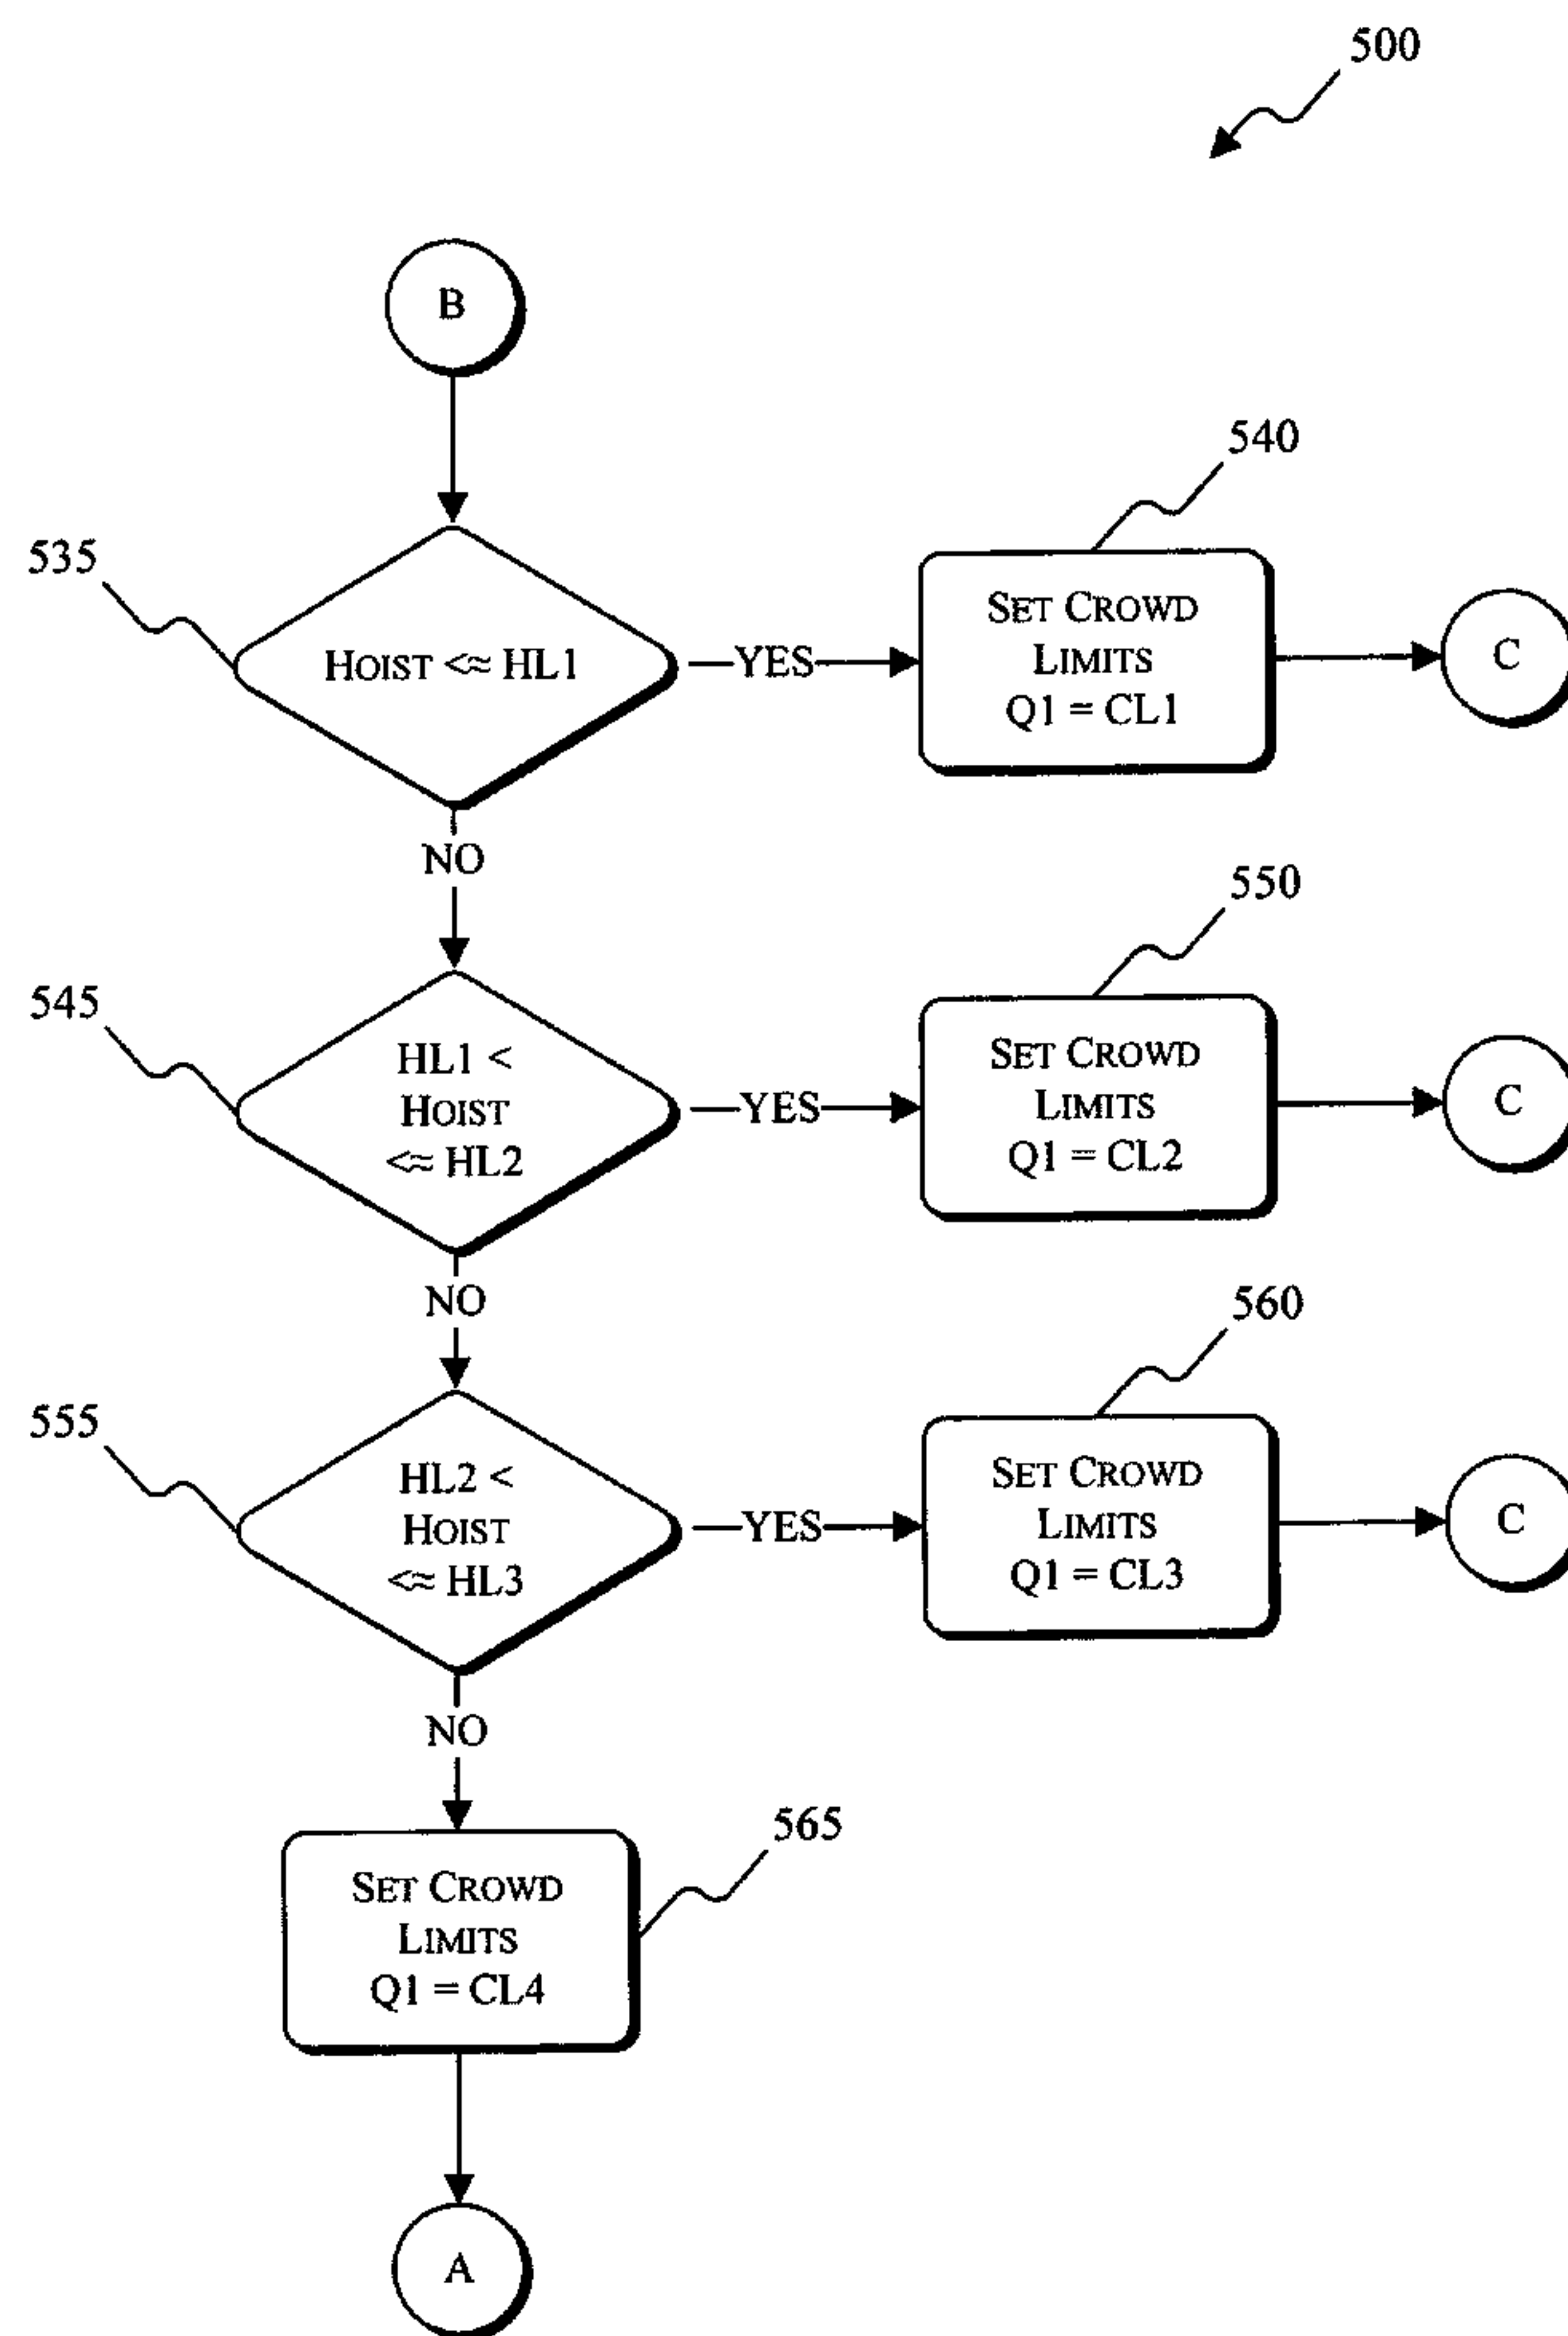 500
B
540
535
HOIST <≈ HL1
YES
SET CROWD
LIMITS
Q1 = CL1
C
NO
550
545
HL1 <
HOIST
<≈ HL2
YES
SET CROWD
LIMITS
Q1 = CL2
C
NO
560
555
HL2 <
HOIST
<≈ HL3
YES
SET CROWD
LIMITS
Q1 = CL3
C
NO
565
SET CROWD
LIMITS
Q1 = CL4
A